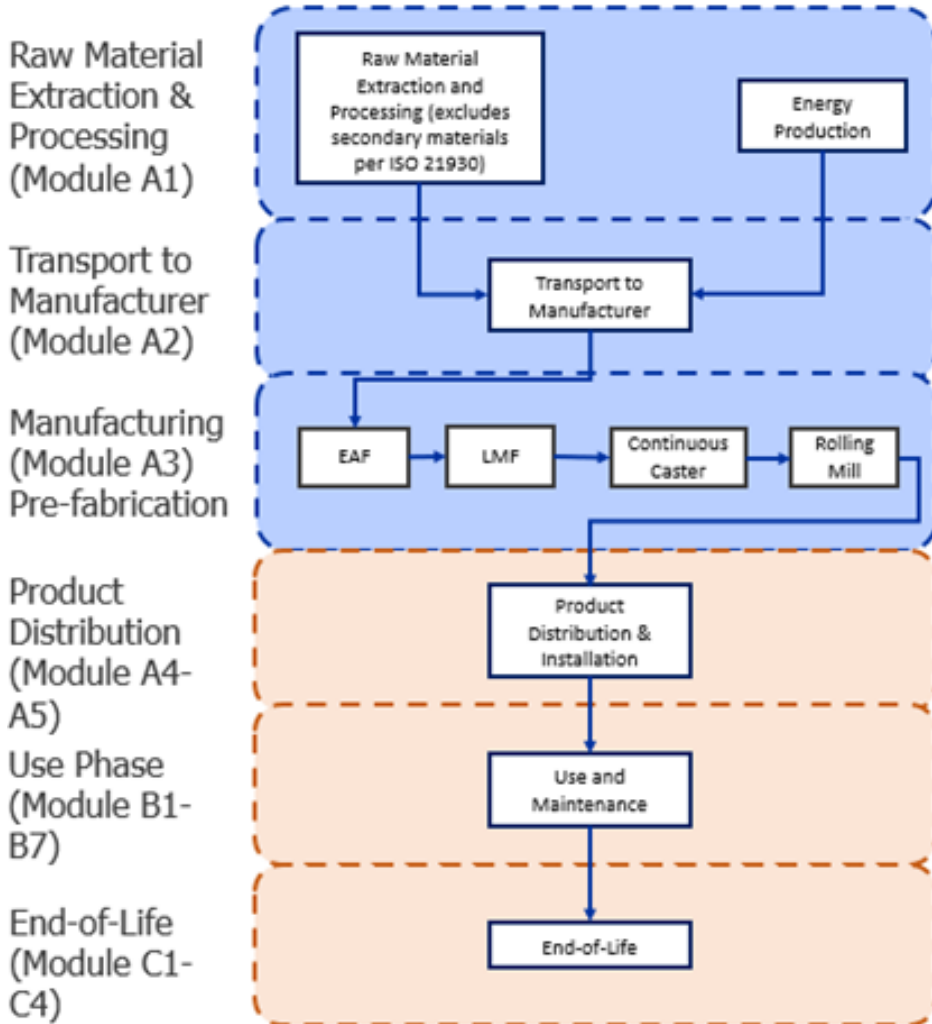 Raw Material
Extraction &
Processing
(Module A1)
Raw Material
Extraction and
Processing (excludes
secondary materials
per ISO 21930)
Energy
Production
Transport to
Manufacturer
(Module A2)
Transport to
Manufacturer
Manufacturing
(Module A3)
Pre-fabrication
EAF
LMF
Continuous
Caster
Rolling
Mill
Product
Distribution
(Module A4-
A5)
Product
Distribution &
Installation
Use Phase
(Module B1-
B7)
Use and
Maintenance
End-of-Life
(Module C1-
C4)
End-of-Life